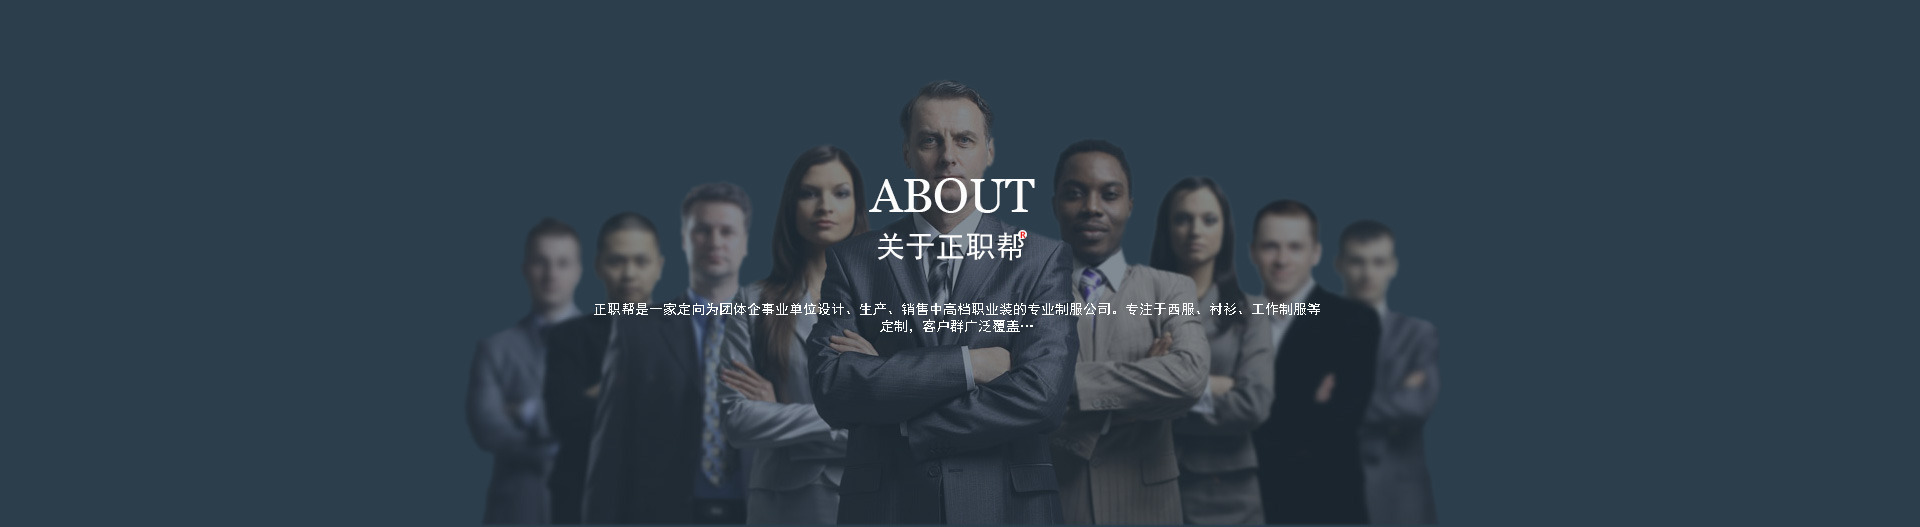 ABOUT
关于正职帮®
正职帮是一家定向为团体企事业单位设计、生产、销售中高档职业装的专业制服公司。专注于西服、衬衫、工作制服等
定制，客户群广泛覆盖…